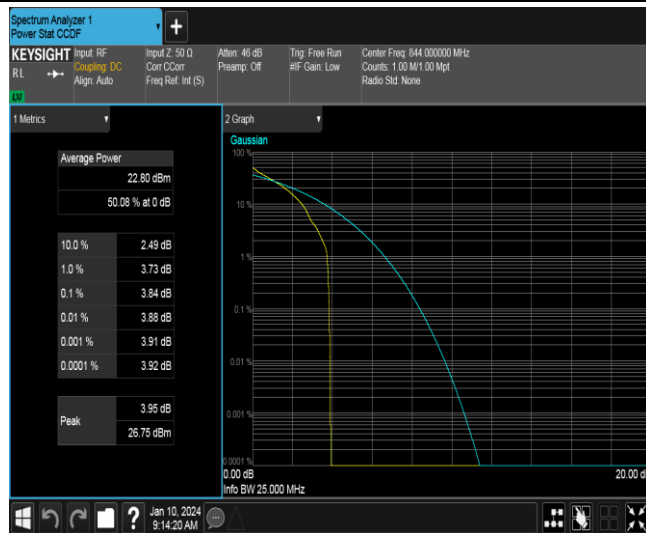 Spectrum Analyzer 1
Power Stat CCDF
KEYSIGHT
RL
Input: RF
Coupling: DC
Align: Auto
Input Z: 50 Ω
Corr CCorr
Freq Ref: Int (S)
Atten: 46 dB
Preamp: Off
Trig: Free Run
#IF Gain: Low
Center Freq: 844.000000 MHz
Counts: 1.00 M/1.00 Mpt
Radio Std: None
1 Metrics
Average Power
22.80 dBm
50.08 % at 0 dB
10.0 % 2.49 dB
1.0 % 3.73 dB
0.1 % 3.84 dB
0.01 % 3.88 dB
0.001 % 3.91 dB
0.0001 % 3.92 dB
Peak
3.95 dB
26.75 dBm
2 Graph
Gaussian
100 %
10 %
1 %
0.1 %
0.01 %
0.001 %
0.0001 %
0.00 dB
20.00 d
Info BW 25.000 MHz
Jan 10, 2024
9:14:20 AM